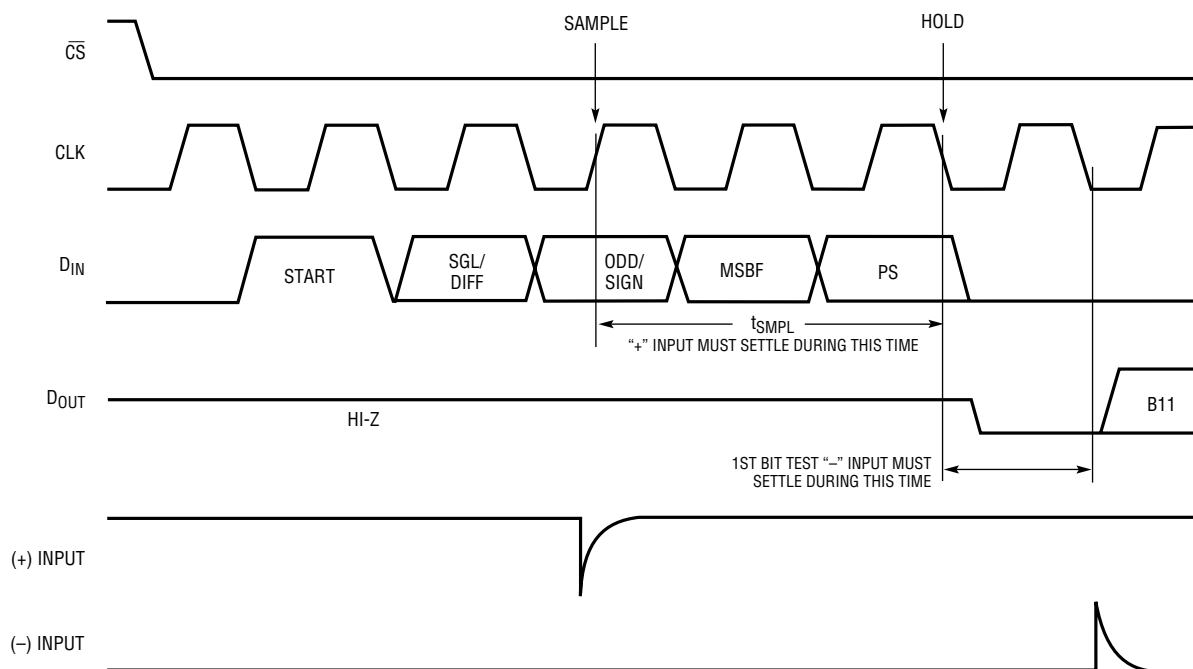 SAMPLE
HOLD
C̅S̅
CLK
DIN
START
SGL/
DIFF
ODD/
SIGN
MSBF
PS
tSMPL
“+” INPUT MUST SETTLE DURING THIS TIME
DOUT
HI-Z
B11
1ST BIT TEST “–” INPUT MUST
SETTLE DURING THIS TIME
(+) INPUT
(–) INPUT